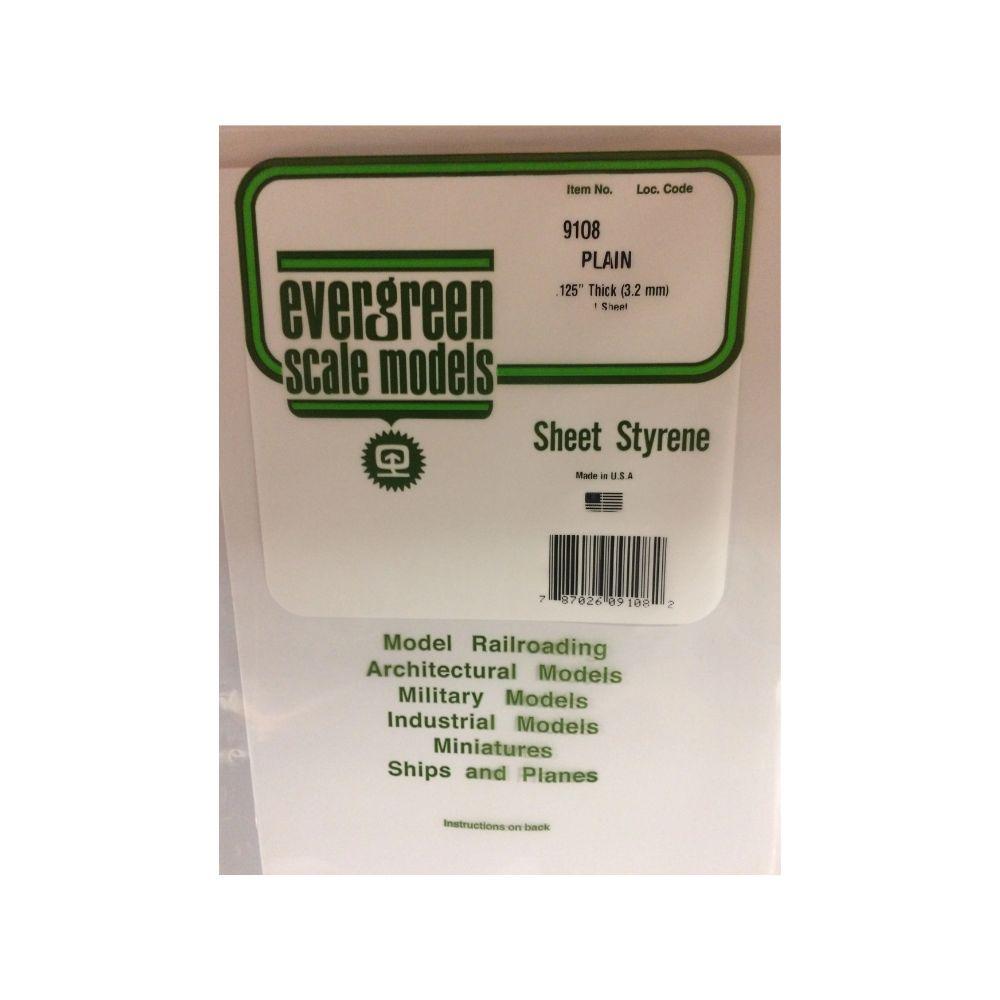 Item No. Loc. Code
9108
PLAIN
.125" Thick (3.2 mm)
1 Sheet
evergreen
scale models
Sheet Styrene
Made in U.S.A
7 87026 09108 2
Model Railroading
Architectural Models
Military Models
Industrial Models
Miniatures
Ships and Planes
Instructions on back